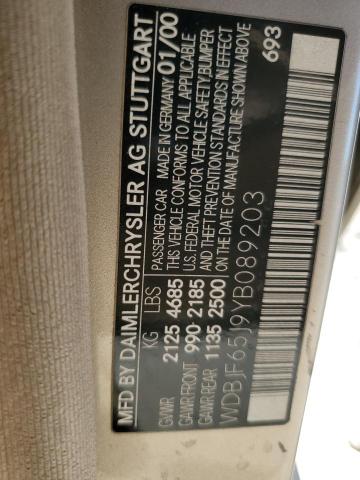 MFD BY DAIMLERCHRYSLER AG STUTTGART
PASSENGER CAR MADE IN GERMANY 01/00
KG LBS THIS VEHICLE CONFORMS TO ALL APPLICABLE
GVWR 2125 4685 U.S. FEDERAL MOTOR VEHICLE SAFETY/BUMPER
GAWR FRONT 990 2185 AND THEFT PREVENTION STANDARDS IN EFFECT
GAWR REAR 1135 2500 ON THE DATE OF MANUFACTURE SHOWN ABOVE
WDBJF65J9YB089203 693